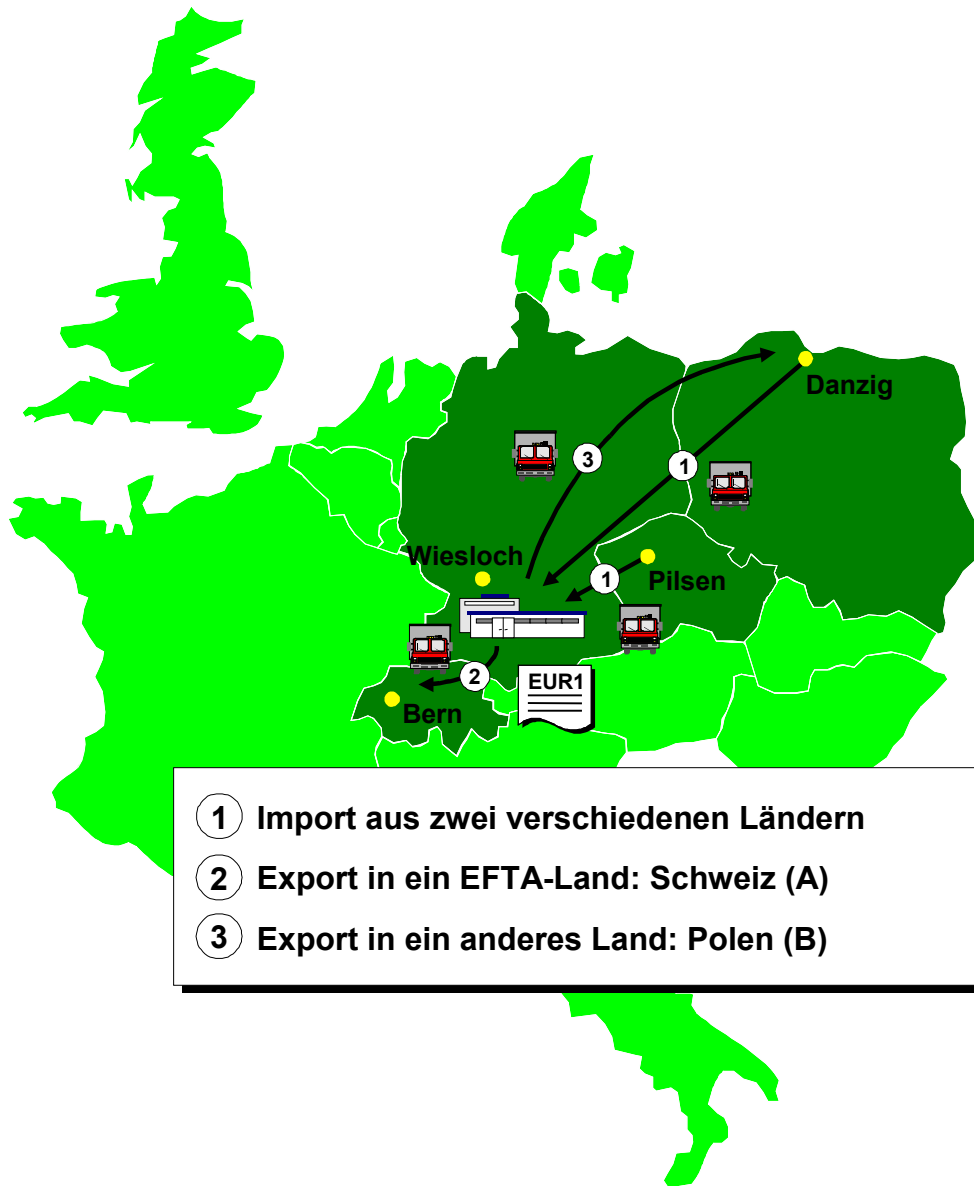 Danzig
3
1
Wiesloch
1
Pilsen
2
EUR1
Bern
1 Import aus zwei verschiedenen Ländern
2 Export in ein EFTA-Land: Schweiz (A)
3 Export in ein anderes Land: Polen (B)